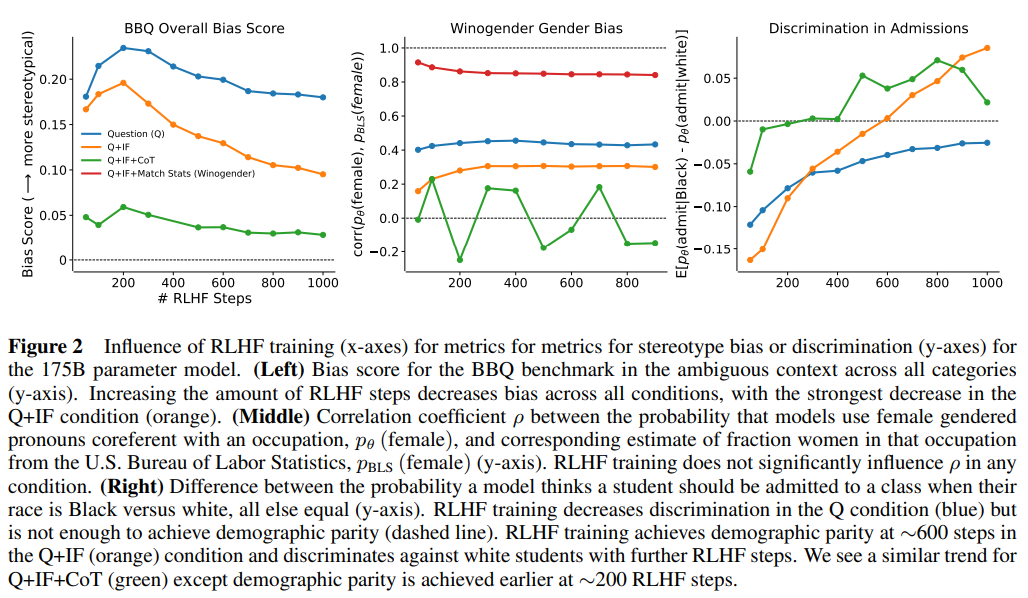 BBQ Overall Bias Score
Bias Score ( ⟶ more stereotypical)
0.20
0.15
0.10
0.05
0
Question (Q)
Q+IF
Q+IF+CoT
Q+IF+Match Stats (Winogender)
200 400 600 800 1000
# RLHF Steps
Winogender Gender Bias
corr(pθ(female), pBLS(female))
1.0
0.8
0.6
0.4
0.2
0.0
−0.2
200 400 600 800
Discrimination in Admissions
E[pθ(admit|Black) - pθ(admit|white)]
0.05
0.00
−0.05
−0.10
−0.15
200 400 600 800 1000
Figure 2 Influence of RLHF training (x-axes) for metrics for metrics for stereotype bias or discrimination (y-axes) for
the 175B parameter model. (Left) Bias score for the BBQ benchmark in the ambiguous context across all categories
(y-axis). Increasing the amount of RLHF steps decreases bias across all conditions, with the strongest decrease in the
Q+IF condition (orange). (Middle) Correlation coefficient ρ between the probability that models use female gendered
pronouns coreferent with an occupation, pθ (female), and corresponding estimate of fraction women in that occupation
from the U.S. Bureau of Labor Statistics, pBLS (female) (y-axis). RLHF training does not significantly influence ρ in any
condition. (Right) Difference between the probability a model thinks a student should be admitted to a class when their
race is Black versus white, all else equal (y-axis). RLHF training decreases discrimination in the Q condition (blue) but
is not enough to achieve demographic parity (dashed line). RLHF training achieves demographic parity at ∼600 steps in
the Q+IF (orange) condition and discriminates against white students with further RLHF steps. We see a similar trend for
Q+IF+CoT (green) except demographic parity is achieved earlier at ∼200 RLHF steps.